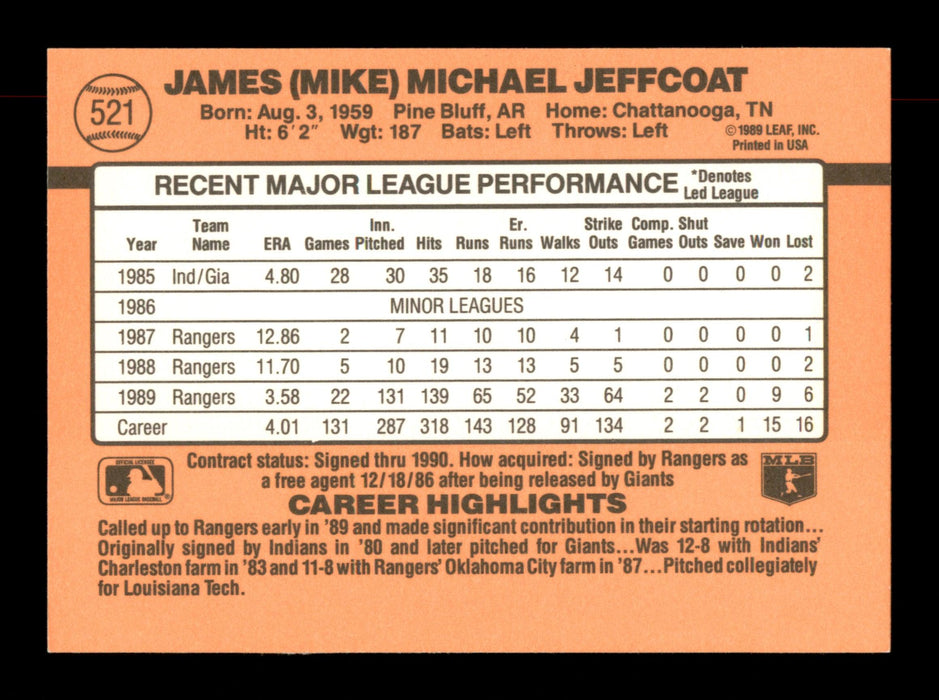 521
JAMES (MIKE) MICHAEL JEFFCOAT
Born: Aug. 3, 1959 Pine Bluff, AR Home: Chattanooga, TN
Ht: 6'2" Wgt: 187 Bats: Left Throws: Left
©1989 LEAF, INC.
Printed in USA
RECENT MAJOR LEAGUE PERFORMANCE *Denotes
Led League
Year Team Name ERA Games Inn. Pitched Hits Runs Er. Runs Walks Strike Outs Comp. Games Shut Outs Save Won Lost
1985 Ind/Gia 4.80 28 30 35 18 16 12 14 0 0 0 0 2
1986 MINOR LEAGUES
1987 Rangers 12.86 2 7 11 10 10 4 1 0 0 0 0 1
1988 Rangers 11.70 5 10 19 13 13 5 5 0 0 0 0 2
1989 Rangers 3.58 22 131 139 65 52 33 64 2 2 0 9 6
Career 4.01 131 287 318 143 128 91 134 2 2 1 15 16
Contract status: Signed thru 1990. How acquired: Signed by Rangers as
a free agent 12/18/86 after being released by Giants
OFFICIAL LICENSEE
MAJOR LEAGUE BASEBALL
MLB
CAREER HIGHLIGHTS
Called up to Rangers early in '89 and made significant contribution in their starting rotation...
Originally signed by Indians in '80 and later pitched for Giants...Was 12-8 with Indians'
Charleston farm in '83 and 11-8 with Rangers' Oklahoma City farm in '87...Pitched collegiately
for Louisiana Tech.